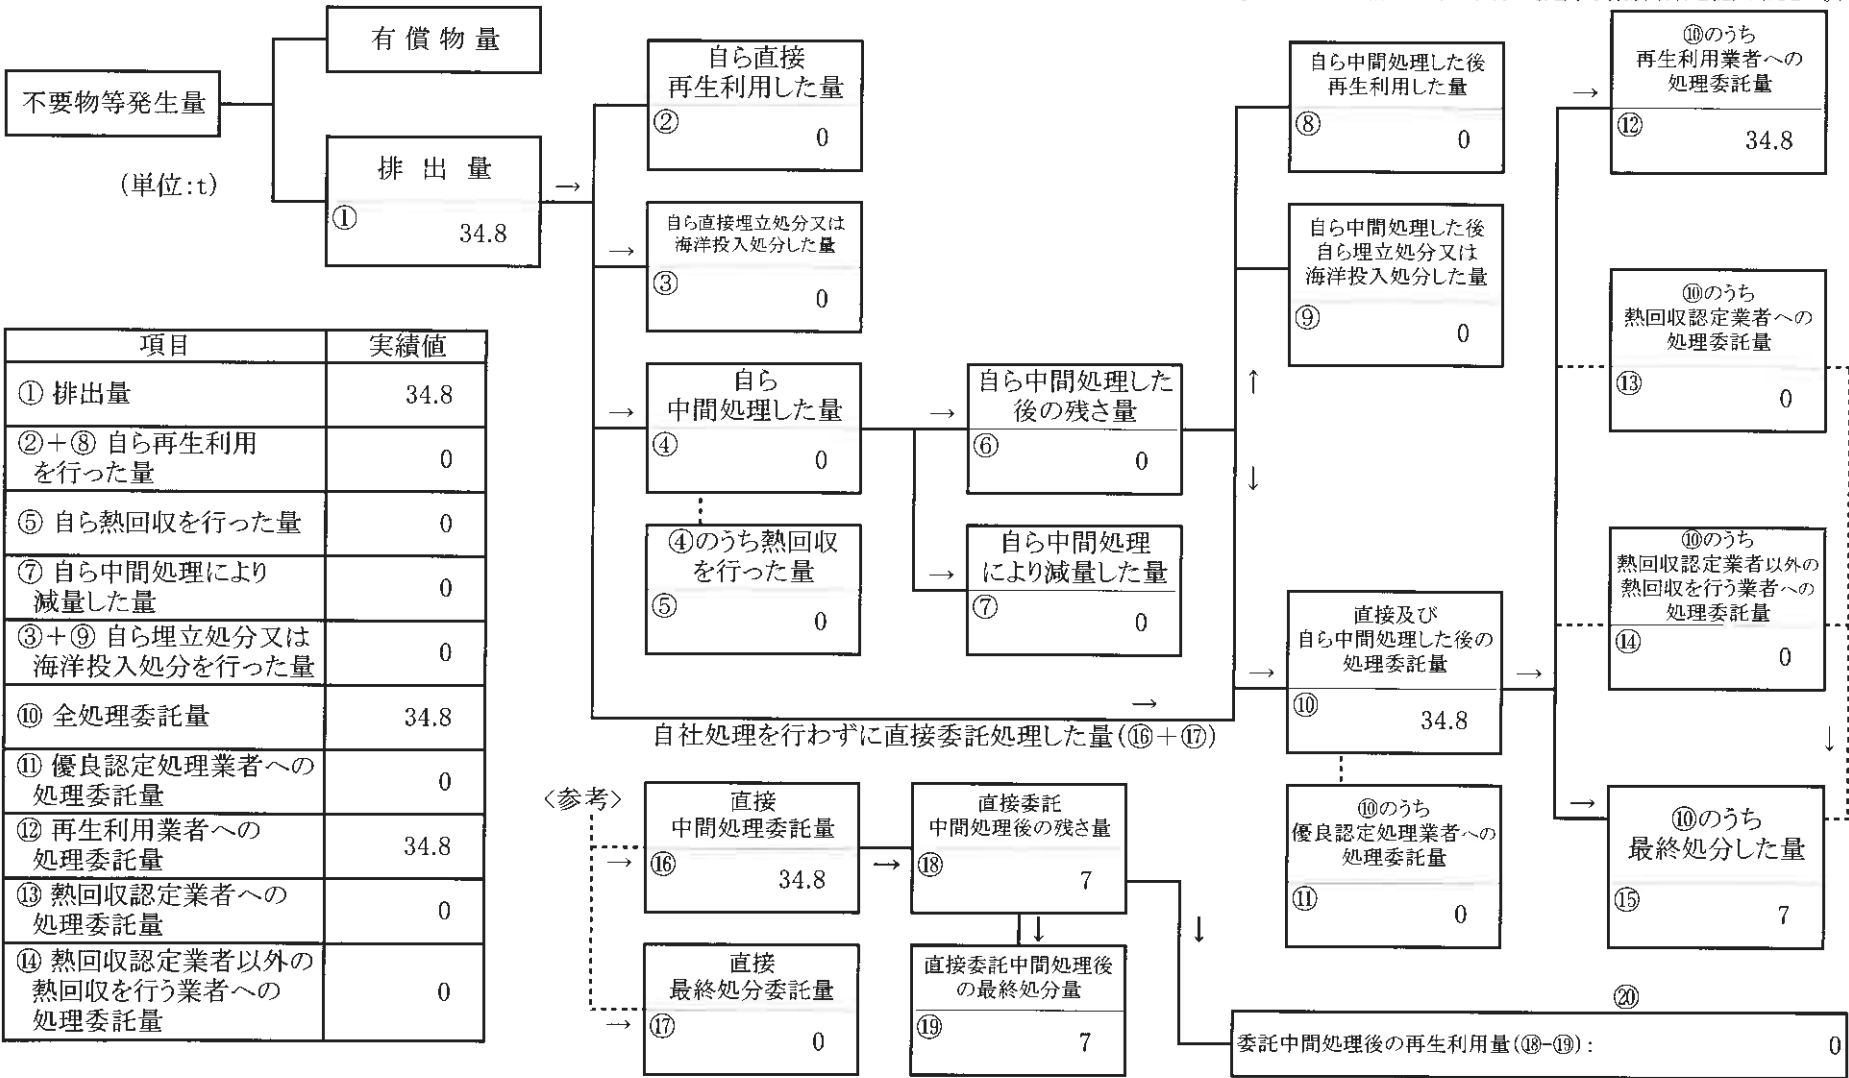 有 償 物 量
不要物等発生量
(単位:t)
排 出 量
①
34.8
→
自ら直接
再生利用した量
②
0
→
自ら直接埋立処分又は
海洋投入処分した量
③
0
→
自ら
中間処理した量
④
0
④のうち熱回収
を行った量
⑤
0
→
自ら中間処理した
後の残さ量
⑥
0
→
自ら中間処理
により減量した量
⑦
0
↑
↓
自ら中間処理した後
再生利用した量
⑧
0
自ら中間処理した後
自ら埋立処分又は
海洋投入処分した量
⑨
0
→
自社処理を行わずに直接委託処理した量(⑯+⑰)
→
直接及び
自ら中間処理した後の
処理委託量
⑩
34.8
⑩のうち
優良認定処理業者への
処理委託量
⑪
0
→
→
⑩のうち
再生利用業者への
処理委託量
⑫
34.8
⑩のうち
熱回収認定業者への
処理委託量
⑬
0
⑩のうち
熱回収認定業者以外の
熱回収を行う業者への
処理委託量
⑭
0
↓
→
⑩のうち
最終処分した量
⑮
7
項目 実績値
① 排出量 34.8
②+⑧ 自ら再生利用
を行った量 0
⑤ 自ら熱回収を行った量 0
⑦ 自ら中間処理により
減量した量 0
③+⑨ 自ら埋立処分又は
海洋投入処分を行った量 0
⑩ 全処理委託量 34.8
⑪ 優良認定処理業者への
処理委託量 0
⑫ 再生利用業者への
処理委託量 34.8
⑬ 熱回収認定業者への
処理委託量 0
⑭ 熱回収認定業者以外の
熱回収を行う業者への
処理委託量 0
〈参考〉
→
直接
中間処理委託量
⑯
34.8
→
直接委託
中間処理後の残さ量
⑱
7
→
直接
最終処分委託量
⑰
0
↓
直接委託中間処理後
の最終処分量
⑲
7
↓
⑳
委託中間処理後の再生利用量(⑱-⑲): 0